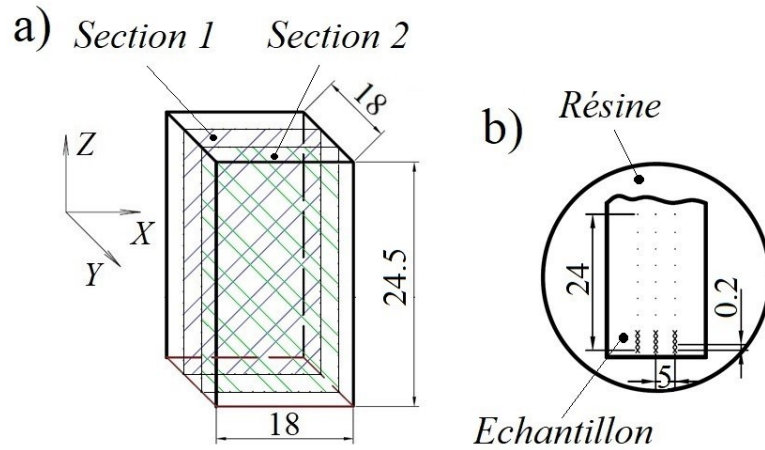 a)
Section 1
Section 2
18
Z
X
Y
24.5
18
b)
Résine
24
0.2
5
Echantillon